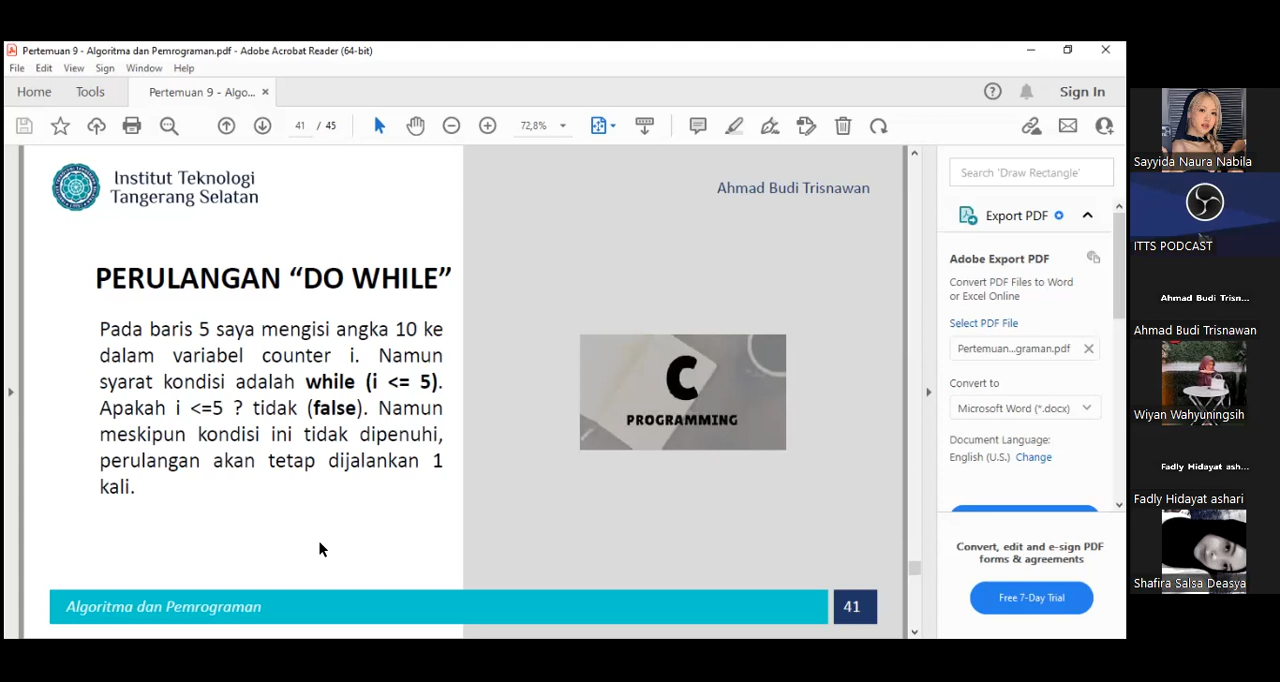 Pertemuan 9 - Algoritma dan Pemrograman.pdf - Adobe Acrobat Reader (64-bit)
File Edit View Sign Window Help
Home Tools Pertemuan 9 - Algo... × Sign In
41 / 45 72,8%
Institut Teknologi
Tangerang Selatan
Ahmad Budi Trisnawan
PERULANGAN “DO WHILE”
Pada baris 5 saya mengisi angka 10 ke
dalam variabel counter i. Namun
syarat kondisi adalah while (i <= 5).
Apakah i <=5 ? tidak (false). Namun
meskipun kondisi ini tidak dipenuhi,
perulangan akan tetap dijalankan 1
kali.
C
PROGRAMMING
Algoritma dan Pemrograman
41
Search 'Draw Rectangle'
Export PDF
Adobe Export PDF
Convert PDF Files to Word
or Excel Online
Select PDF File
Pertemuan...graman.pdf
Convert to
Microsoft Word (*.docx)
Document Language:
English (U.S.) Change
Convert, edit and e-sign PDF
forms & agreements
Free 7-Day Trial
Sayyida Naura Nabila
ITTS PODCAST
Ahmad Budi Trisn...
Ahmad Budi Trisnawan
Wiyan Wahyuningsih
Fadly Hidayat ash...
Fadly Hidayat ashari
Shafira Salsa Deasya